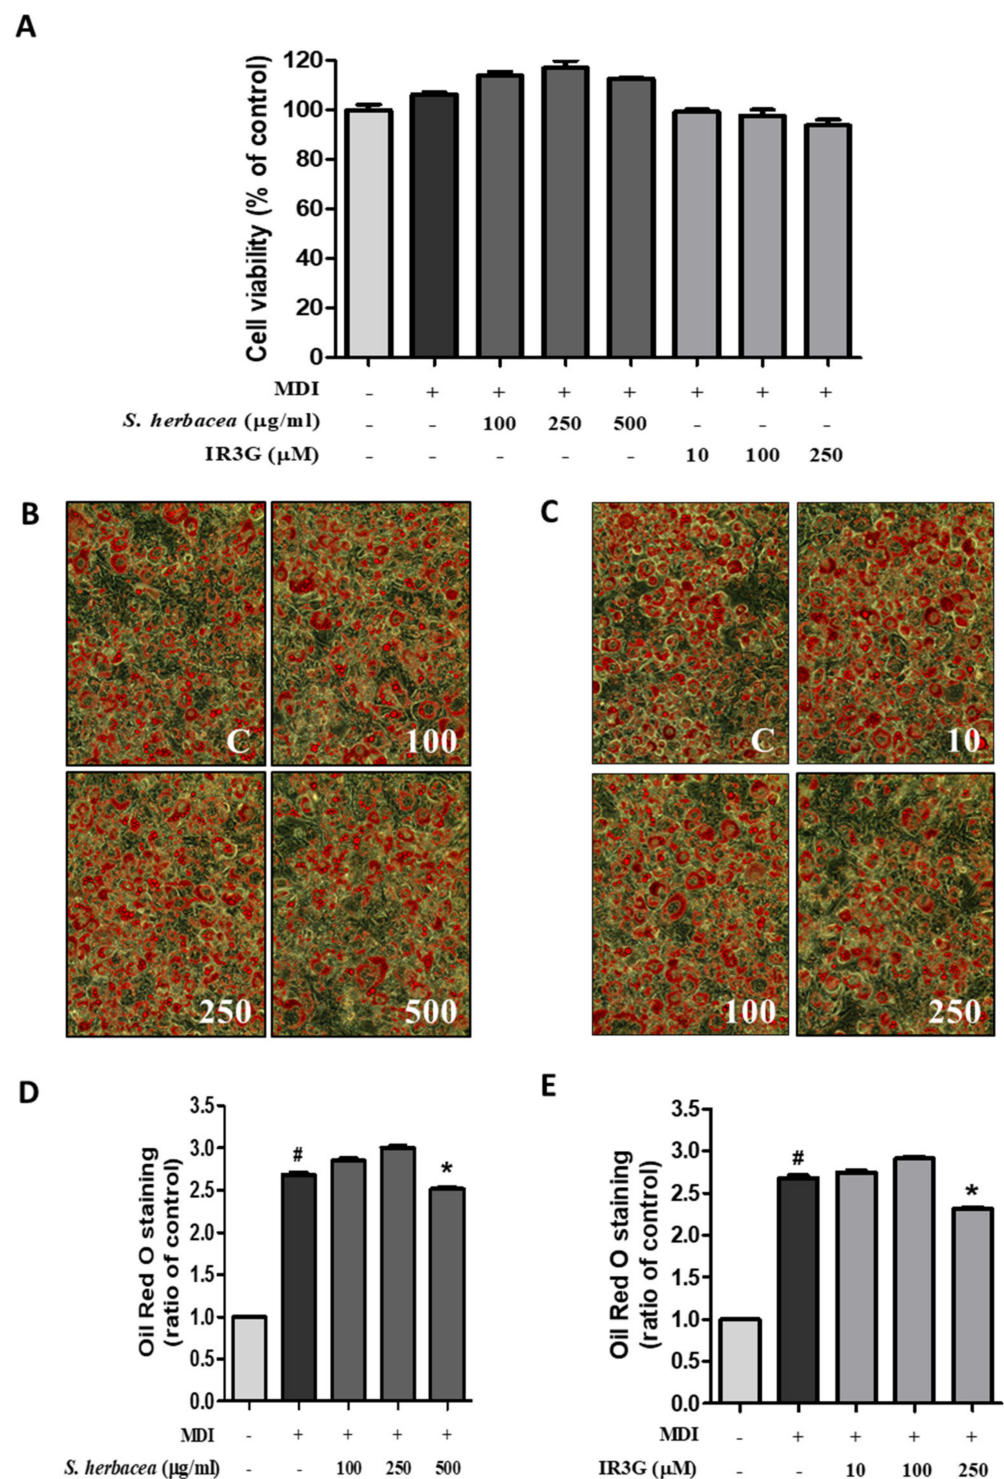 A
Cell viability (% of control)
120
100
80
60
40
20
0
MDI - + + + + + + +
S. herbacea (μg/ml) - - 100 250 500 - - -
IR3G (μM) - - - - - 10 100 250
B
C
100
250
500
C
C
10
100
250
D
Oil Red O staining
(ratio of control)
3.5
3.0
2.5
2.0
1.5
1.0
0.5
0.0
#
*
MDI - + + + +
S. herbacea (μg/ml) - - 100 250 500
E
Oil Red O staining
(ratio of control)
3.5
3.0
2.5
2.0
1.5
1.0
0.5
0.0
#
*
MDI - + + + +
IR3G (μM) - - 10 100 250